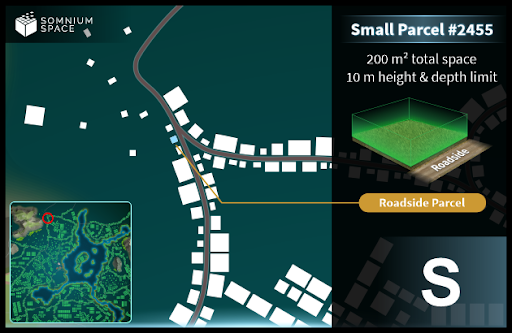 SOMNIUM
SPACE
Small Parcel #2455
200 m² total space
10 m height & depth limit
Roadside
Roadside Parcel
S